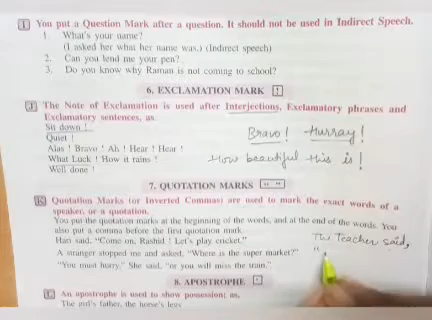 I You put a Question Mark after a question. It should not be used in Indirect Speech.
1. What's your name?
(I asked her what her name was.) (Indirect speech)
2. Can you lend me your pen?
3. Do you know why Raman is not coming to school?
6. EXCLAMATION MARK !
J The Note of Exclamation is used after Interjections, Exclamatory phrases and
Exclamatory sentences, as
Sit down !
Quiet !
Alas ! Bravo ! Ah ! Hear ! Hear !
What Luck ! How it rains !
Well done !
Bravo! Hurray!
How beautiful this is!
7. QUOTATION MARKS " "
K Quotation Marks (or Inverted Commas) are used to mark the exact words of a
speaker, or a quotation.
You put the quotation marks at the beginning of the words, and at the end of the words. You
also put a comma before the first quotation mark.
Hari said, "Come on, Rashid ! Let's play cricket."
A stranger stopped me and asked, "Where is the super market?"
"You must hurry," She said, "or you will miss the train."
The Teacher said,
"
8. APOSTROPHE
L An apostrophe is used to show possession; as,
The girl's father, the horse's legs